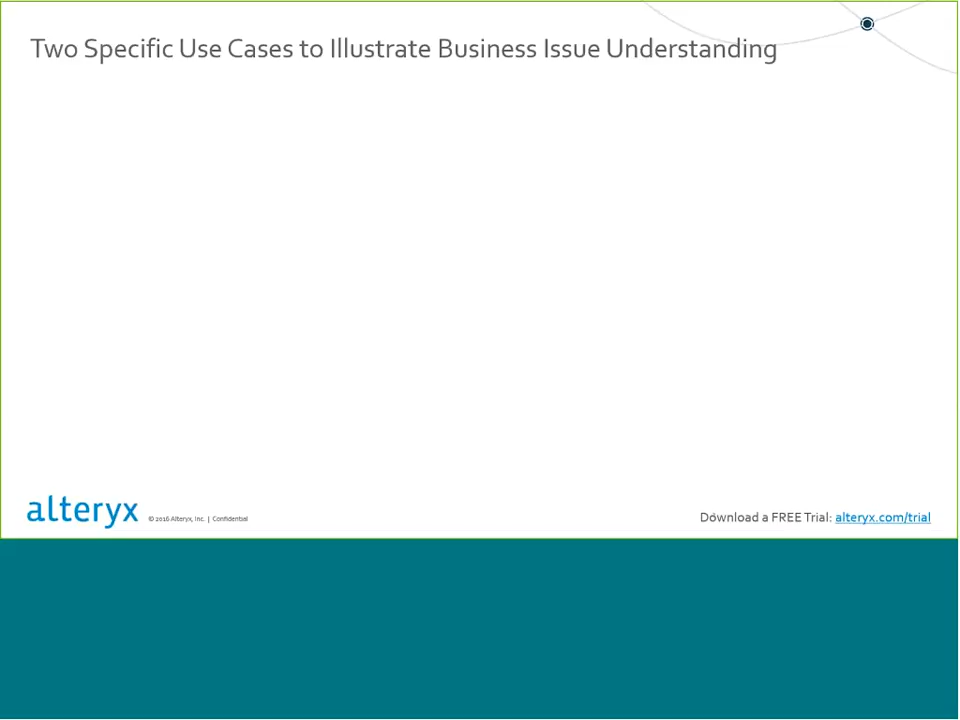 Two Specific Use Cases to Illustrate Business Issue Understanding
alteryx © 2016 Alteryx, Inc. | Confidential
Download a FREE Trial: alteryx.com/trial